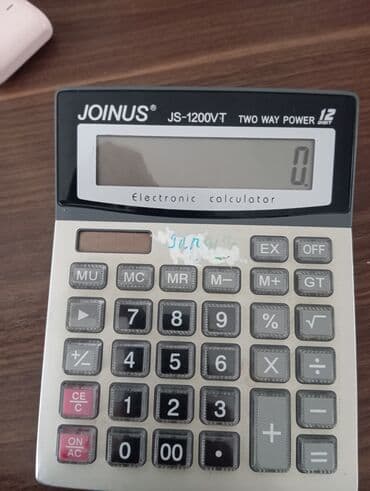 JOINUS®
JS-1200VT TWO WAY POWER 12 DIGIT
0.
Electronic calculator
EX OFF
MU MC MR M− M+ GT
▶ 7 8 9 % √
+/− 4 5 6 X ÷
CE/C 1 2 3 + −
ON/AC 0 00 • =